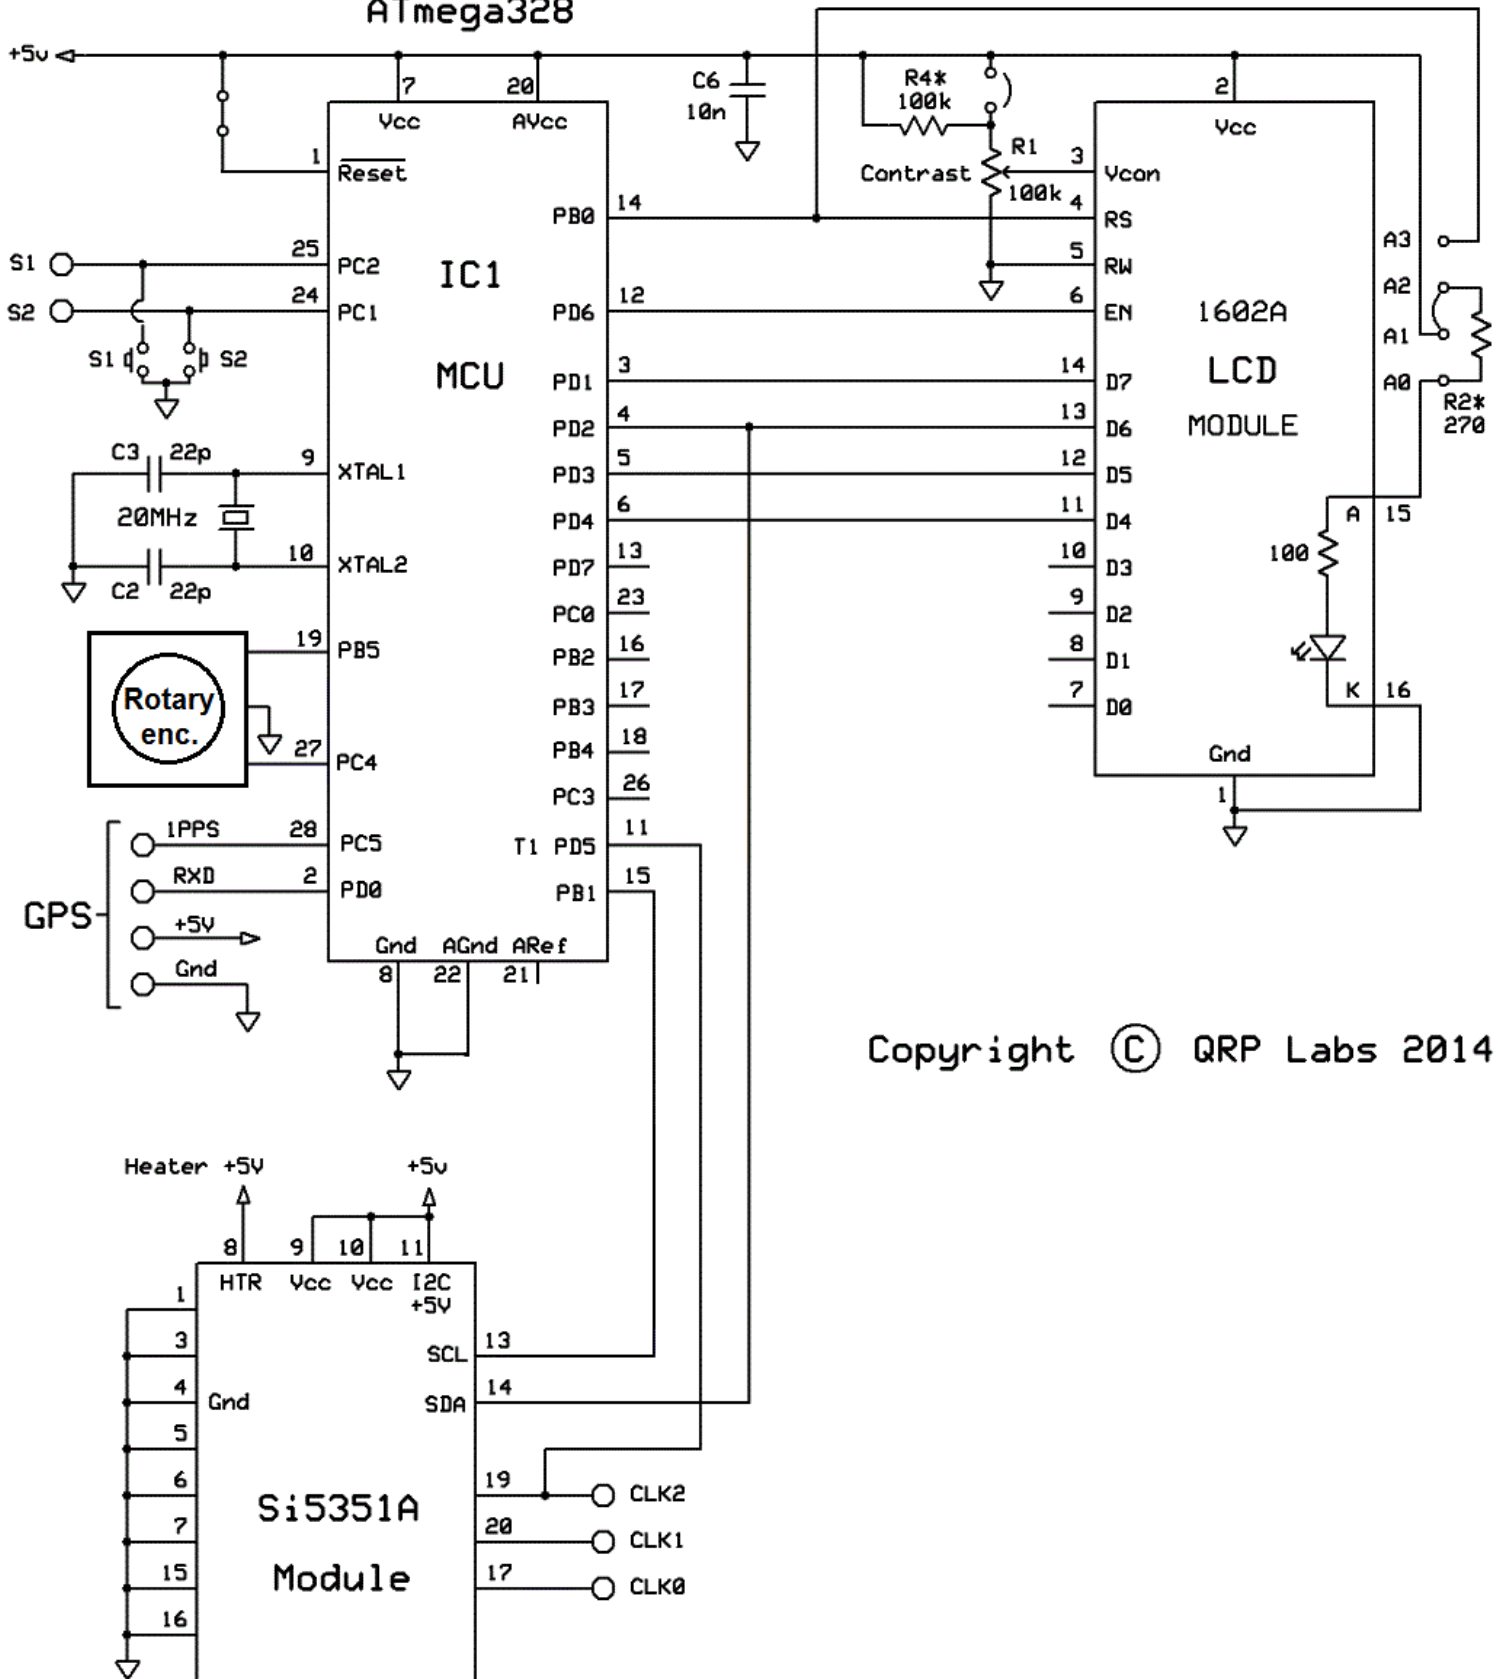 ATmega328
+5v
7
20
C6
10n
R4*
100k
2
Vcc
AVcc
Vcc
1
Reset
R1
3
Contrast
100k
Vcon
PB0
14
4
RS
A3
S1
25
PC2
IC1
5
RW
A2
S2
24
PC1
PD6
12
6
EN
1602A
A1
S1
S2
MCU
PD1
3
14
D7
LCD
A0
R2*
270
PD2
4
13
D6
MODULE
C3
22p
9
XTAL1
PD3
5
12
D5
20MHz
PD4
6
11
D4
A
15
C2
22p
10
XTAL2
PD7
13
10
D3
100
PC0
23
9
D2
19
PB5
PB2
16
8
D1
Rotary
enc.
PB3
17
7
D0
K
16
27
PC4
PB4
18
Gnd
1
PC3
26
GPS
1PPS
28
PC5
T1 PD5
11
RXD
2
PD0
PB1
15
+5V
Gnd
Gnd
AGnd
ARef
8
22
21
Copyright © QRP Labs 2014
Heater +5V
+5v
8
9
10
11
HTR
Vcc
Vcc
I2C
+5V
1
3
SCL
13
4
Gnd
SDA
14
5
6
Si5351A
19
CLK2
7
20
CLK1
15
Module
17
CLK0
16